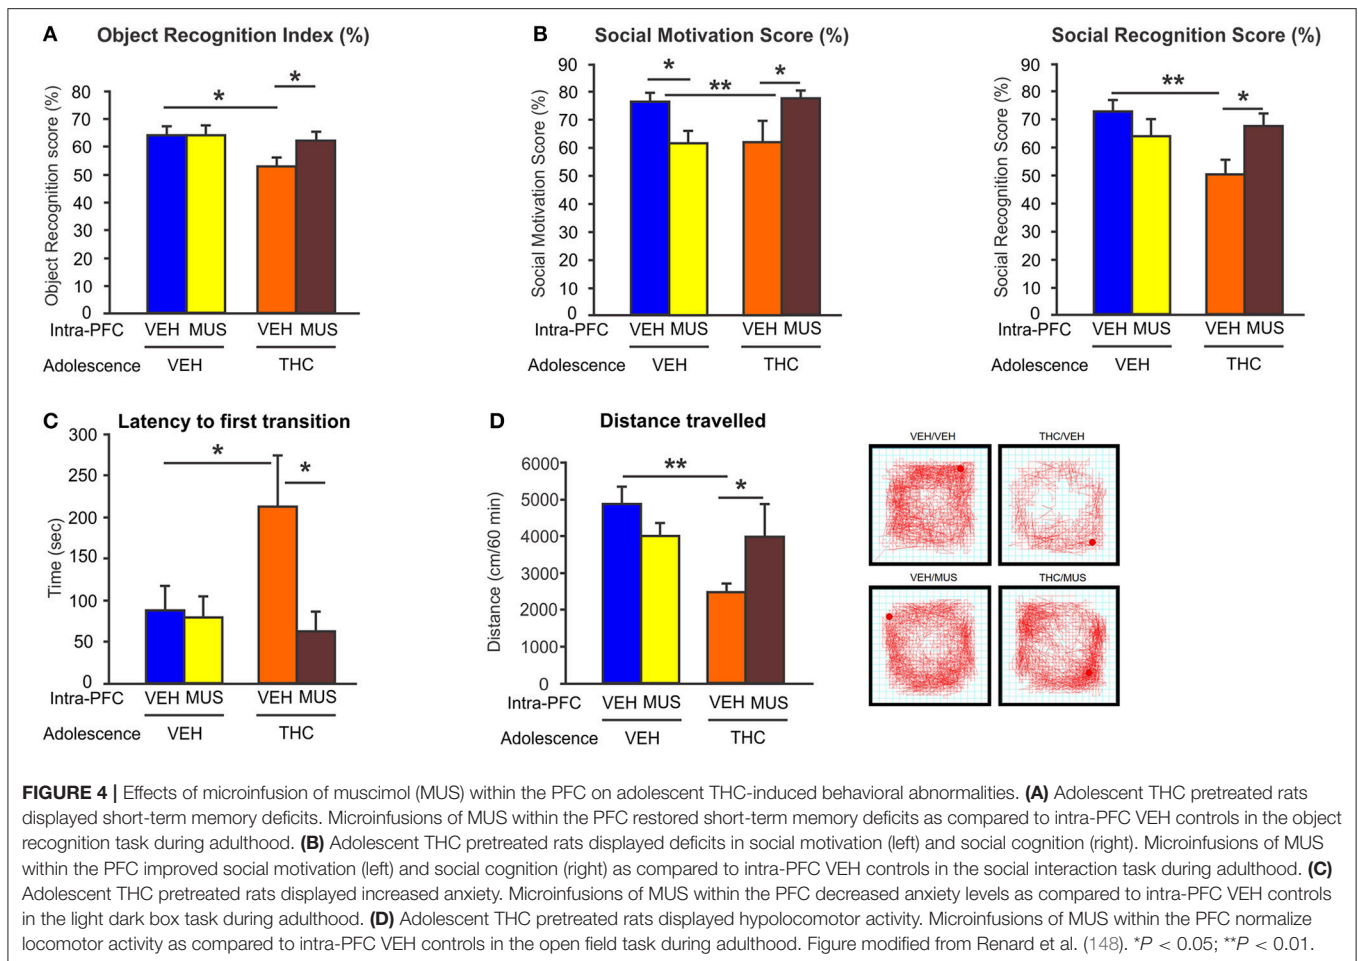 A Object Recognition Index (%)
Object Recognition score (%)
80
70
60
50
40
30
20
10
0
*
*
Intra-PFC VEH MUS VEH MUS
Adolescence VEH THC
B Social Motivation Score (%)
Social Motivation Score (%)
90
80
70
60
50
40
30
20
10
0
*
**
*
Intra-PFC VEH MUS VEH MUS
Adolescence VEH THC
Social Recognition Score (%)
Social Recognition Score (%)
90
80
70
60
50
40
30
20
10
0
**
*
Intra-PFC VEH MUS VEH MUS
Adolescence VEH THC
C Latency to first transition
Time (sec)
300
250
200
150
100
50
0
*
*
Intra-PFC VEH MUS VEH MUS
Adolescence VEH THC
D Distance travelled
Distance (cm/60 min)
6000
5000
4000
3000
2000
1000
0
**
*
Intra-PFC VEH MUS VEH MUS
Adolescence VEH THC
VEH/VEH THC/VEH
VEH/MUS THC/MUS
FIGURE 4 | Effects of microinfusion of muscimol (MUS) within the PFC on adolescent THC-induced behavioral abnormalities. (A) Adolescent THC pretreated rats
displayed short-term memory deficits. Microinfusions of MUS within the PFC restored short-term memory deficits as compared to intra-PFC VEH controls in the object
recognition task during adulthood. (B) Adolescent THC pretreated rats displayed deficits in social motivation (left) and social cognition (right). Microinfusions of MUS
within the PFC improved social motivation (left) and social cognition (right) as compared to intra-PFC VEH controls in the social interaction task during adulthood. (C)
Adolescent THC pretreated rats displayed increased anxiety. Microinfusions of MUS within the PFC decreased anxiety levels as compared to intra-PFC VEH controls
in the light dark box task during adulthood. (D) Adolescent THC pretreated rats displayed hypolocomotor activity. Microinfusions of MUS within the PFC normalize
locomotor activity as compared to intra-PFC VEH controls in the open field task during adulthood. Figure modified from Renard et al. (148). *P < 0.05; **P < 0.01.